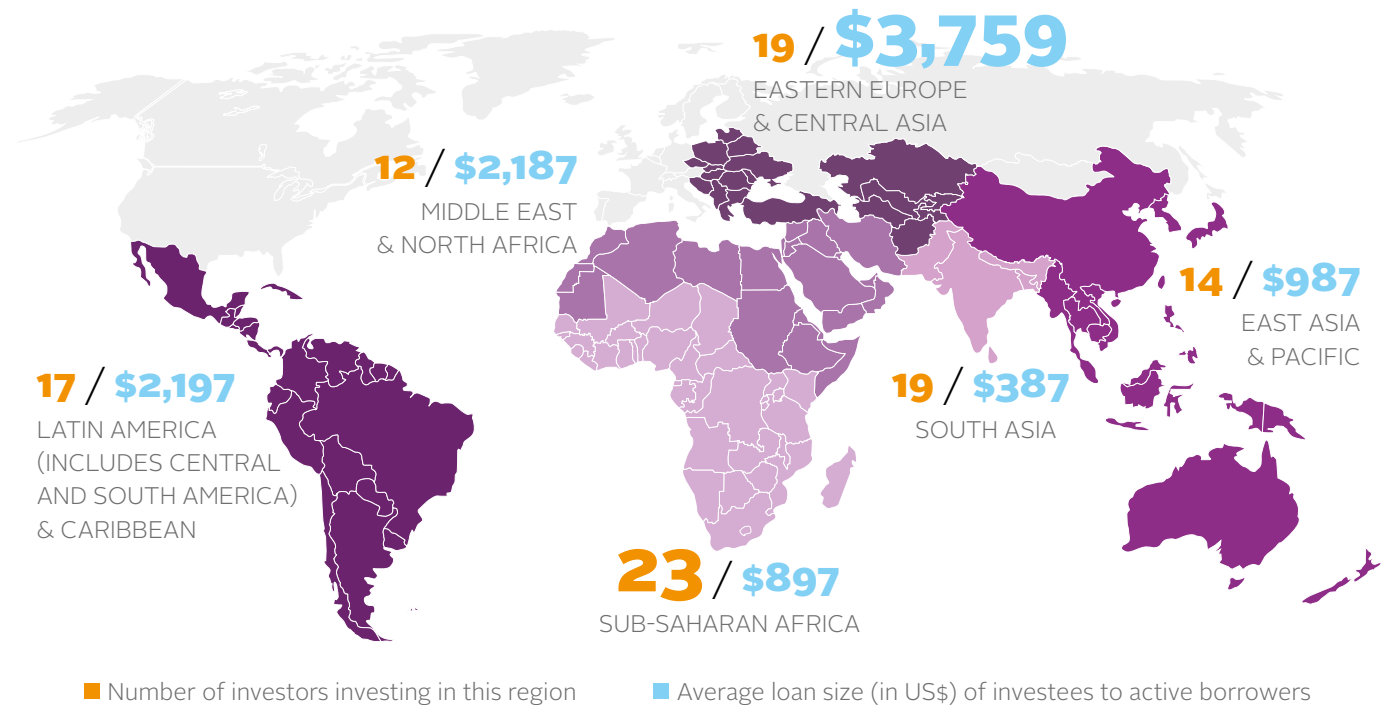 19 / $3,759
EASTERN EUROPE
& CENTRAL ASIA
12 / $2,187
MIDDLE EAST
& NORTH AFRICA
14 / $987
EAST ASIA
& PACIFIC
17 / $2,197
LATIN AMERICA
(INCLUDES CENTRAL
AND SOUTH AMERICA)
& CARIBBEAN
19 / $387
SOUTH ASIA
23 / $897
SUB-SAHARAN AFRICA
Number of investors investing in this region
Average loan size (in US$) of investees to active borrowers